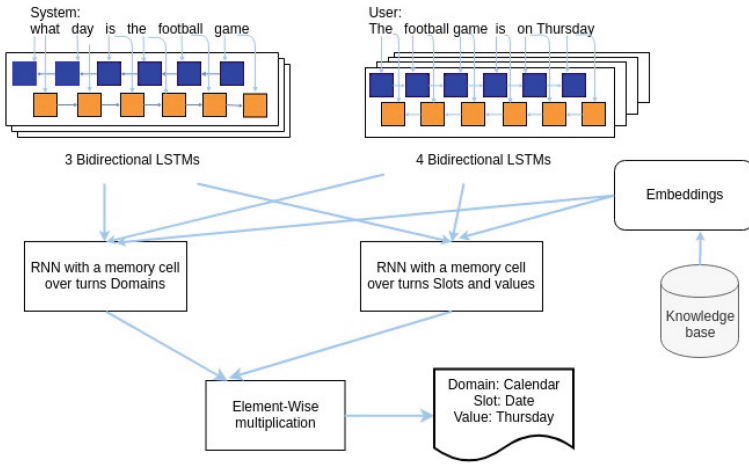 System:
what day is the football game
User:
The football game is on Thursday
3 Bidirectional LSTMs
4 Bidirectional LSTMs
Embeddings
RNN with a memory cell
over turns Domains
RNN with a memory cell
over turns Slots and values
Knowledge
base
Element-Wise
multiplication
Domain: Calendar
Slot: Date
Value: Thursday